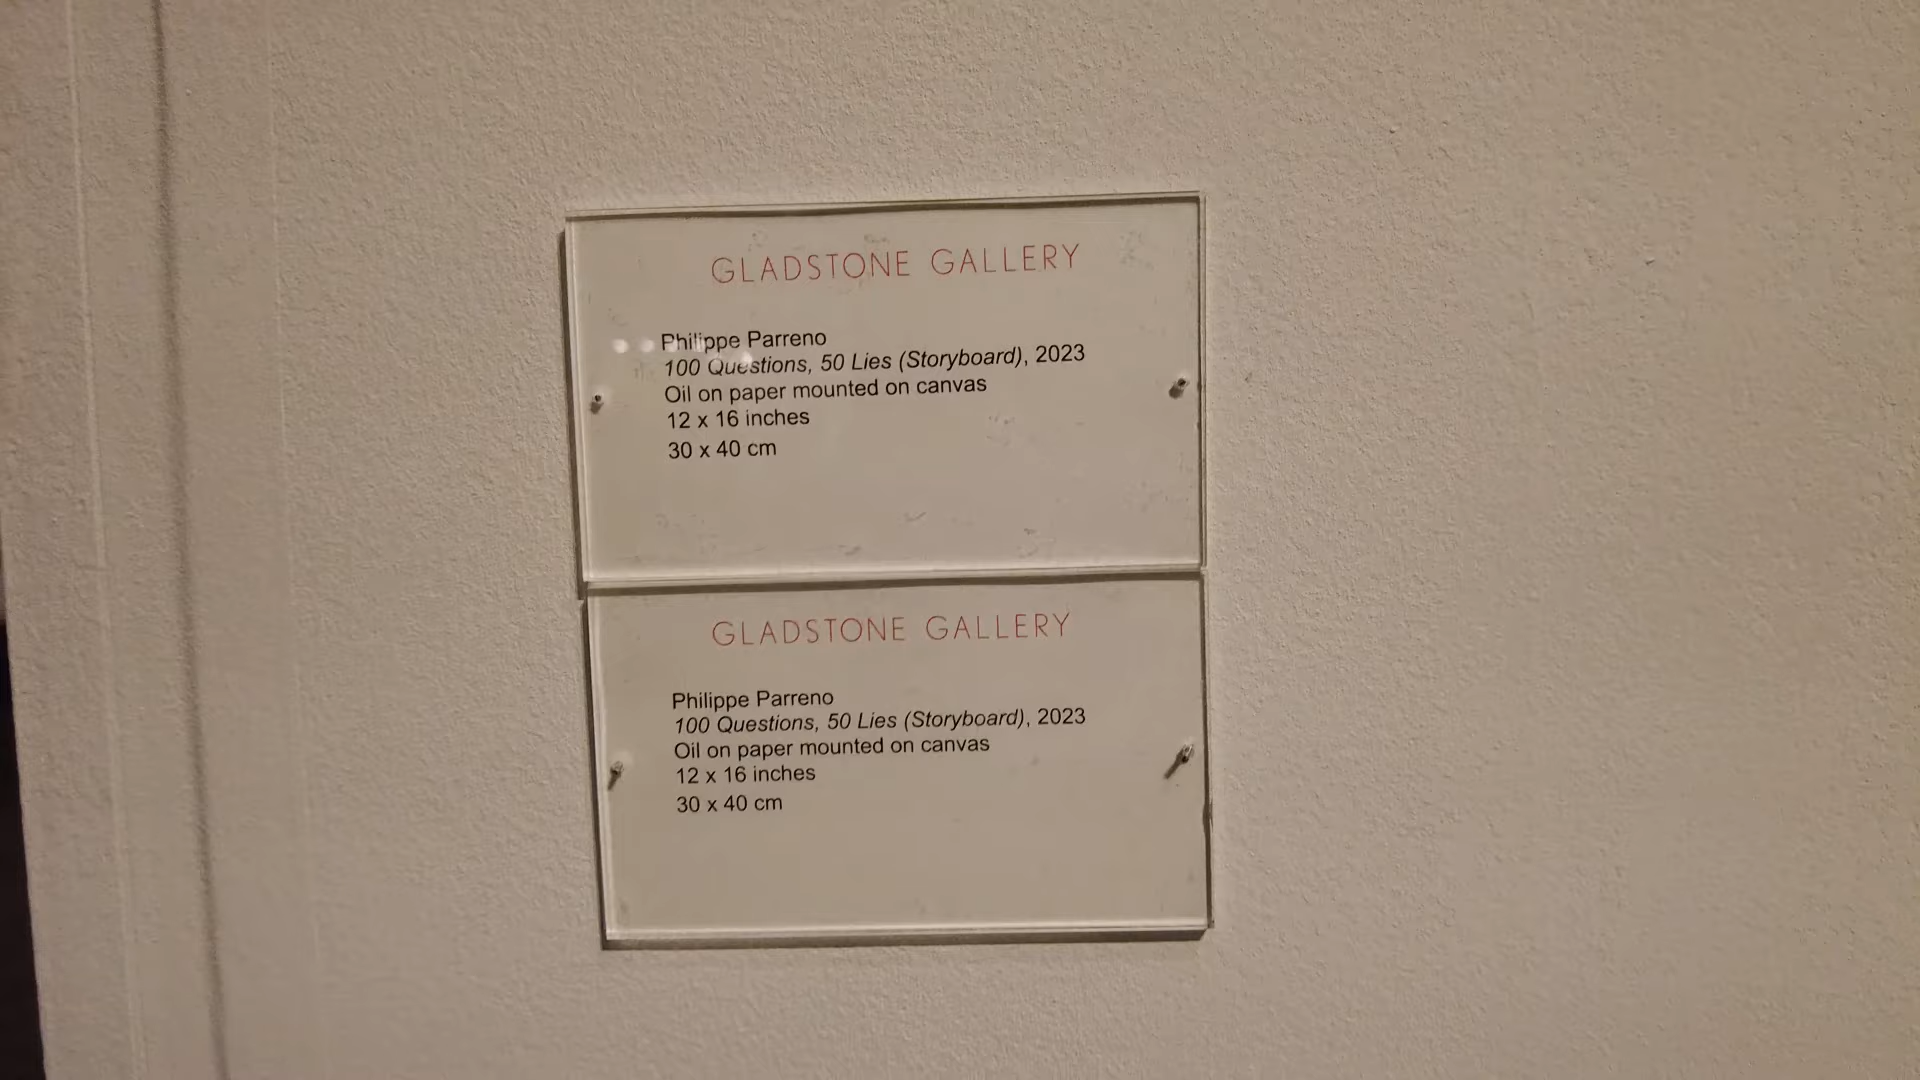 GLADSTONE GALLERY
Philippe Parreno
100 Questions, 50 Lies (Storyboard), 2023
Oil on paper mounted on canvas
12 x 16 inches
30 x 40 cm
GLADSTONE GALLERY
Philippe Parreno
100 Questions, 50 Lies (Storyboard), 2023
Oil on paper mounted on canvas
12 x 16 inches
30 x 40 cm